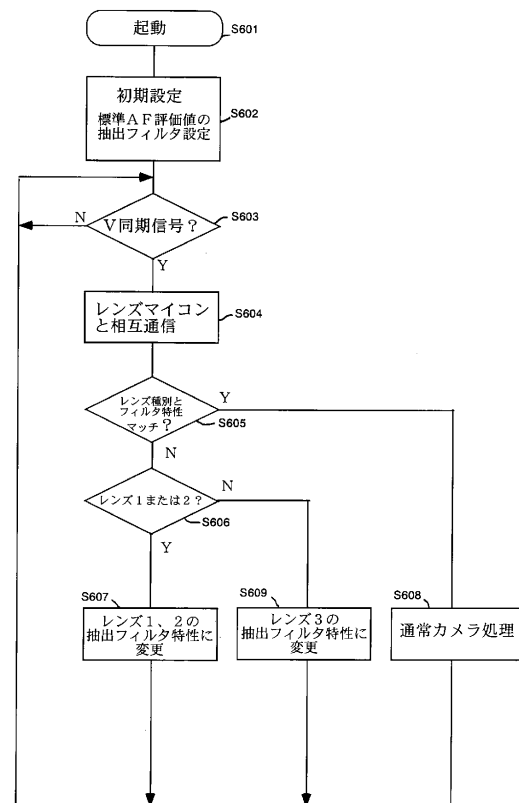 起動
S601
初期設定
標準ＡＦ評価値の
抽出フィルタ設定
S602
Ｖ同期信号？
S603
N
Y
レンズマイコン
と相互通信
S604
レンズ種別と
フィルタ特性
マッチ？
S605
Y
N
レンズ１または２？
S606
N
Y
S607
レンズ１、２の
抽出フィルタ特性に
変更
S609
レンズ３の
抽出フィルタ特性に
変更
S608
通常カメラ処理